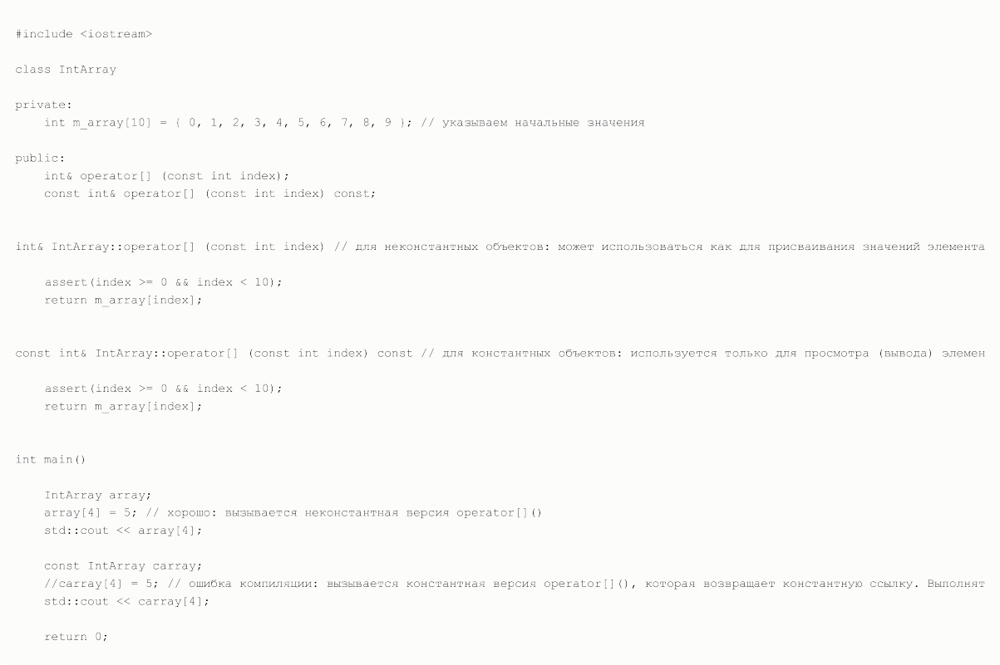 #include <iostream>
class IntArray
private:
    int m_array[10] = { 0, 1, 2, 3, 4, 5, 6, 7, 8, 9 }; // указываем начальные значения
public:
    int& operator[] (const int index);
    const int& operator[] (const int index) const;
int& IntArray::operator[] (const int index) // для неконстантных объектов: может использоваться как для присваивания значений элемента
    assert(index >= 0 && index < 10);
    return m_array[index];
const int& IntArray::operator[] (const int index) const // для константных объектов: используется только для просмотра (вывода) элемен
    assert(index >= 0 && index < 10);
    return m_array[index];
int main()
    IntArray array;
    array[4] = 5; // хорошо: вызывается неконстантная версия operator[]()
    std::cout << array[4];
    const IntArray carray;
    //carray[4] = 5; // ошибка компиляции: вызывается константная версия operator[](), которая возвращает константную ссылку. Выполнят
    std::cout << carray[4];
    return 0;